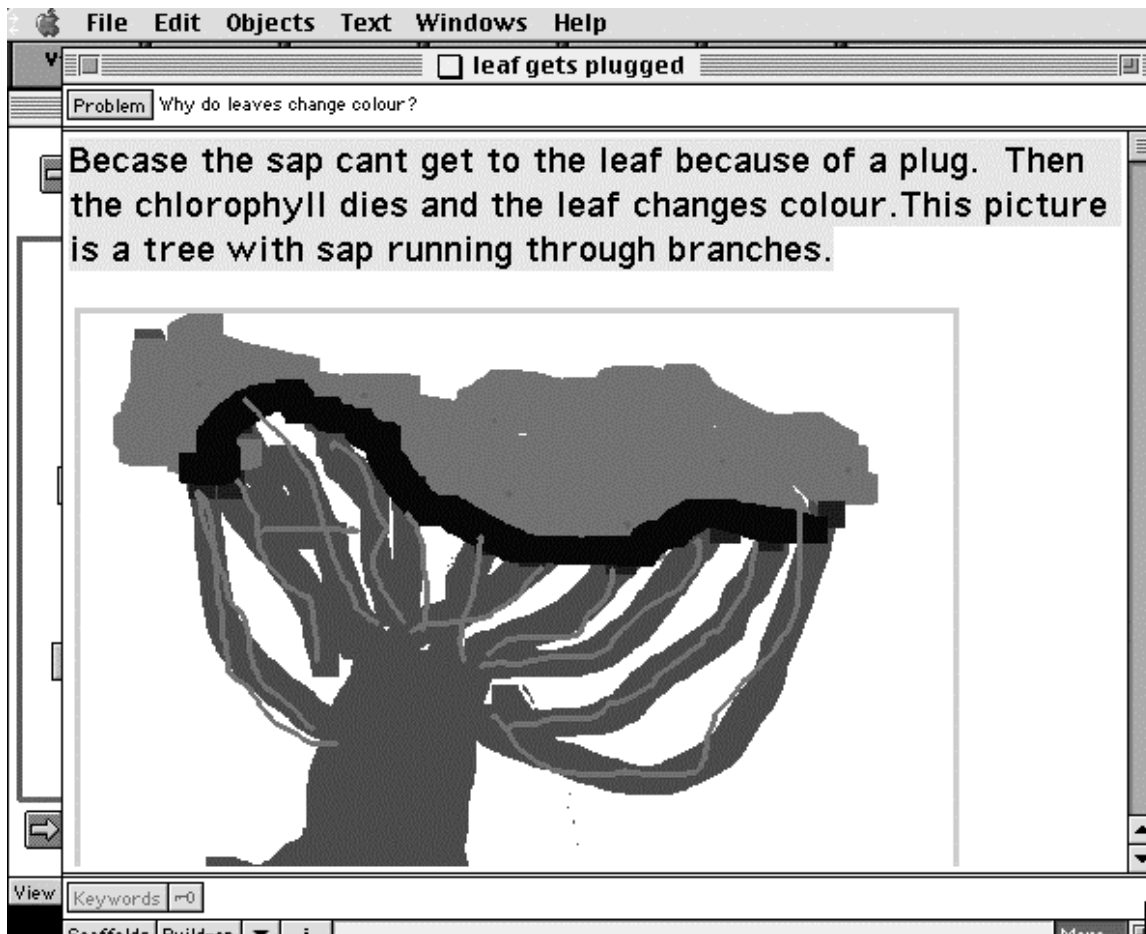 File Edit Objects Text Windows Help
leaf gets plugged
Problem Why do leaves change colour?
Becase the sap cant get to the leaf because of a plug. Then
the chlorophyll dies and the leaf changes colour.This picture
is a tree with sap running through branches.
View
Keywords